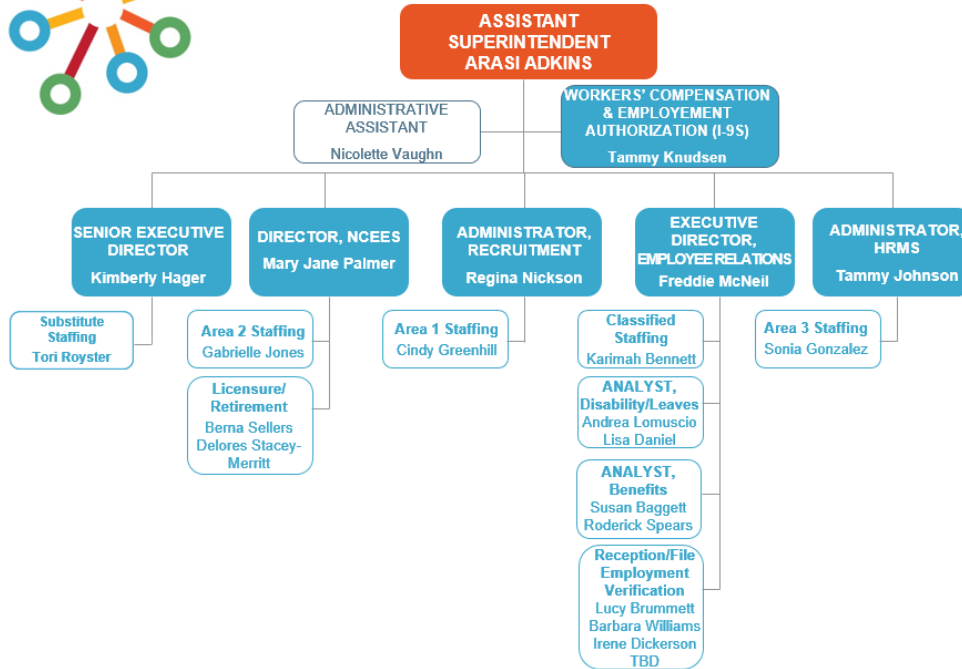 ASSISTANT
SUPERINTENDENT
ARASI ADKINS
ADMINISTRATIVE
ASSISTANT
Nicolette Vaughn
WORKERS' COMPENSATION
& EMPLOYEMENT
AUTHORIZATION (I-9S)
Tammy Knudsen
SENIOR EXECUTIVE
DIRECTOR
Kimberly Hager
DIRECTOR, NCEES
Mary Jane Palmer
ADMINISTRATOR,
RECRUITMENT
Regina Nickson
EXECUTIVE
DIRECTOR,
EMPLOYEE RELATIONS
Freddie McNeil
ADMINISTRATOR,
HRMS
Tammy Johnson
Substitute
Staffing
Tori Royster
Area 2 Staffing
Gabrielle Jones
Licensure/
Retirement
Berna Sellers
Delores Stacey-
Merritt
Area 1 Staffing
Cindy Greenhill
Classified
Staffing
Karimah Bennett
ANALYST,
Disability/Leaves
Andrea Lomuscio
Lisa Daniel
ANALYST,
Benefits
Susan Baggett
Roderick Spears
Reception/File
Employment
Verification
Lucy Brummett
Barbara Williams
Irene Dickerson
TBD
Area 3 Staffing
Sonia Gonzalez